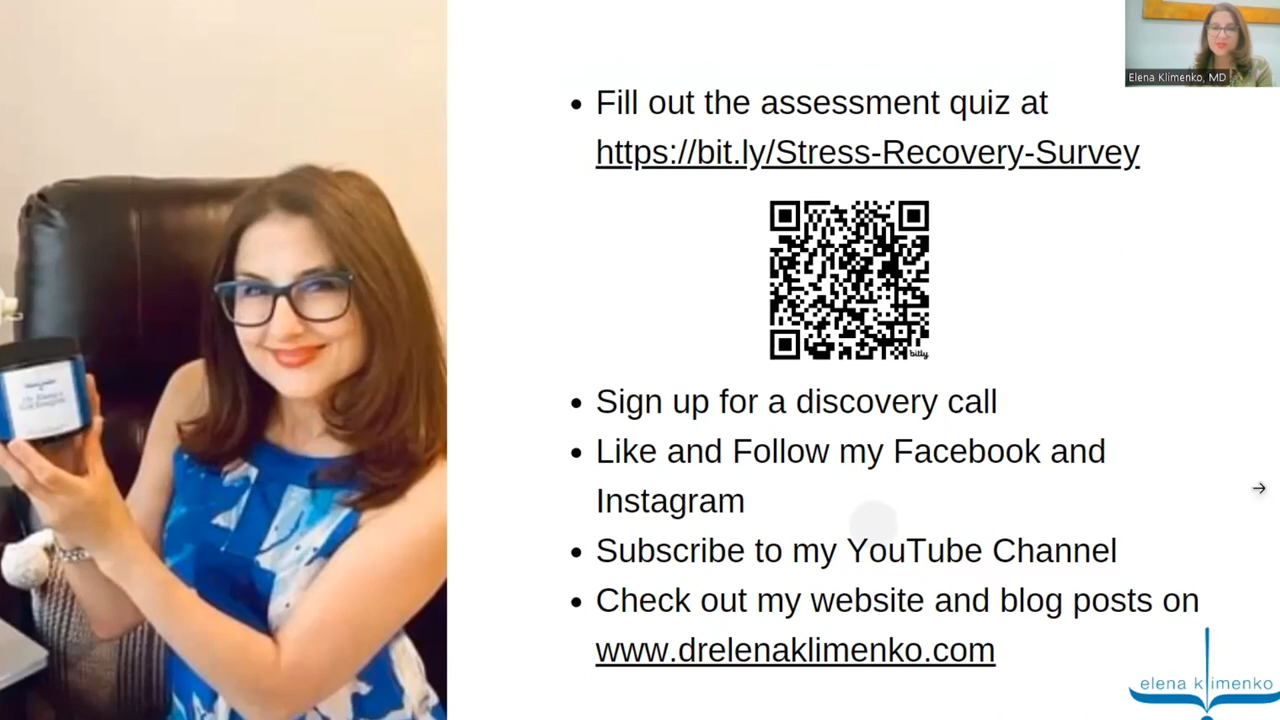 Elena Klimenko, MD
• Fill out the assessment quiz at
https://bit.ly/Stress-Recovery-Survey
bitly
• Sign up for a discovery call
• Like and Follow my Facebook and
Instagram
• Subscribe to my YouTube Channel
• Check out my website and blog posts on
www.drelenaklimenko.com
elena klimenko